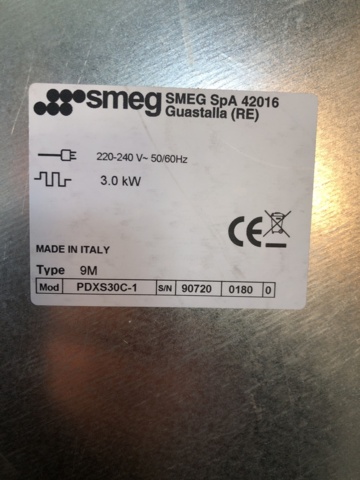 smeg SMEG SpA 42016
Guastalla (RE)
220-240 V~ 50/60Hz
3.0 kW
CE
MADE IN ITALY
Type 9M
Mod PDXS30C-1 S/N 90720 0180 0